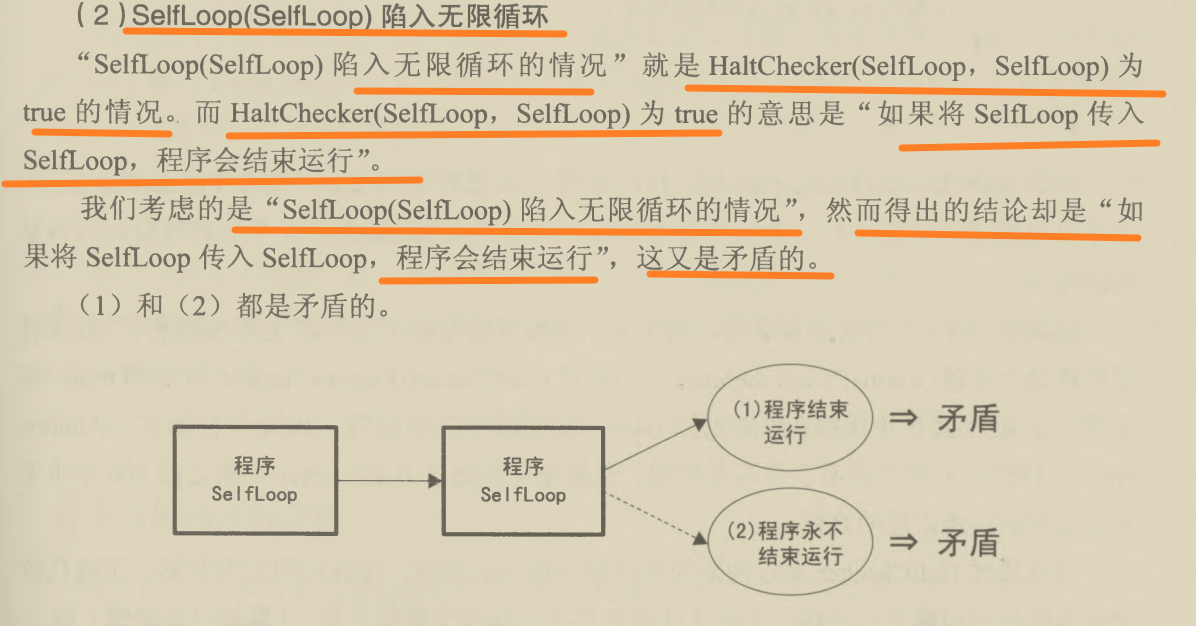 （2）SelfLoop(SelfLoop) 陷入无限循环
“SelfLoop(SelfLoop) 陷入无限循环的情况”就是 HaltChecker(SelfLoop，SelfLoop) 为
true 的情况。而 HaltChecker(SelfLoop，SelfLoop) 为 true 的意思是“如果将 SelfLoop 传入
SelfLoop，程序会结束运行”。
我们考虑的是“SelfLoop(SelfLoop) 陷入无限循环的情况”，然而得出的结论却是“如
果将 SelfLoop 传入 SelfLoop，程序会结束运行”，这又是矛盾的。
（1）和（2）都是矛盾的。
程序
SelfLoop
程序
SelfLoop
(1)程序结束
运行
⇒ 矛盾
(2)程序永不
结束运行
⇒ 矛盾